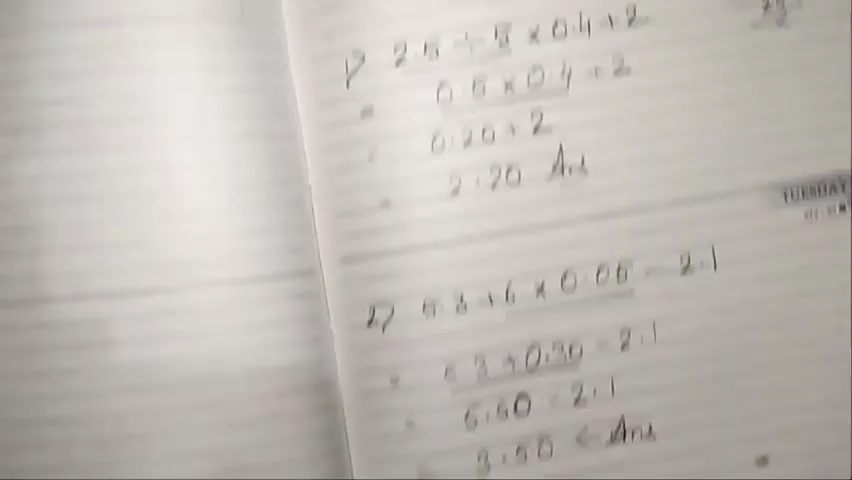 1) 2.5 ÷ 5 × 0.4 + 2
= 0.5 × 0.4 + 2
= 0.20 + 2
= 2.20 Ans
TUESDAY
2) 5.3 + 6 × 0.05 - 2.1
= 5.3 + 0.30 - 2.1
= 5.60 - 2.1
3.50 ← Ans